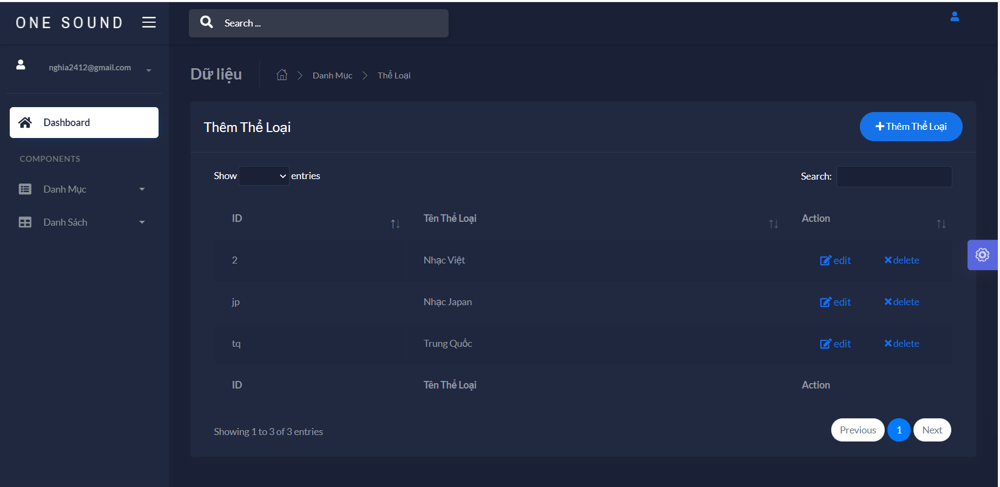 ONE SOUND
Search ...
nghia2412@gmail.com
Dữ liệu
Danh Mục
Thể Loại
Dashboard
COMPONENTS
Danh Mục
Danh Sách
Thêm Thể Loại
Thêm Thể Loại
Show entries
Search:
ID Tên Thể Loại Action
2 Nhạc Việt edit delete
jp Nhạc Japan edit delete
tq Trung Quốc edit delete
ID Tên Thể Loại Action
Showing 1 to 3 of 3 entries
Previous 1 Next